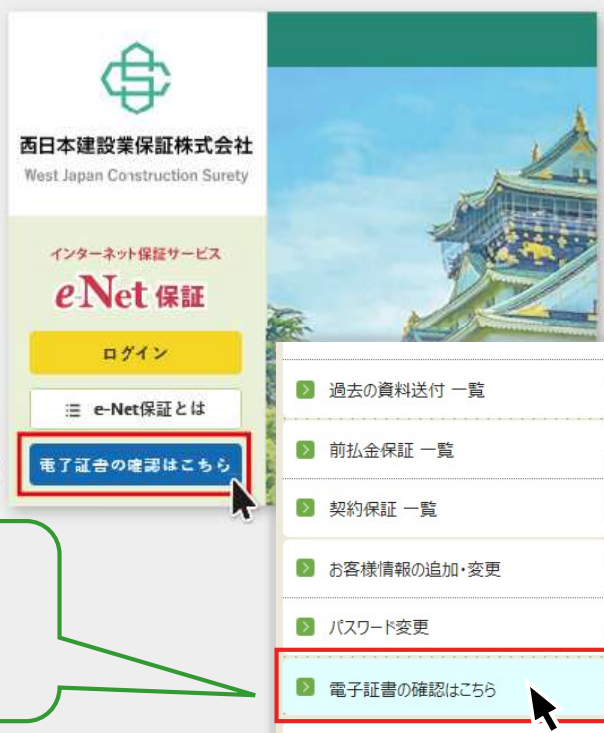 西日本建設業保証株式会社
West Japan Construction Surety
インターネット保証サービス
e-Net 保証
ログイン
e-Net保証とは
電子証書の確認はこちら
過去の資料送付 一覧
前払金保証 一覧
契約保証 一覧
お客様情報の追加・変更
パスワード変更
電子証書の確認はこちら